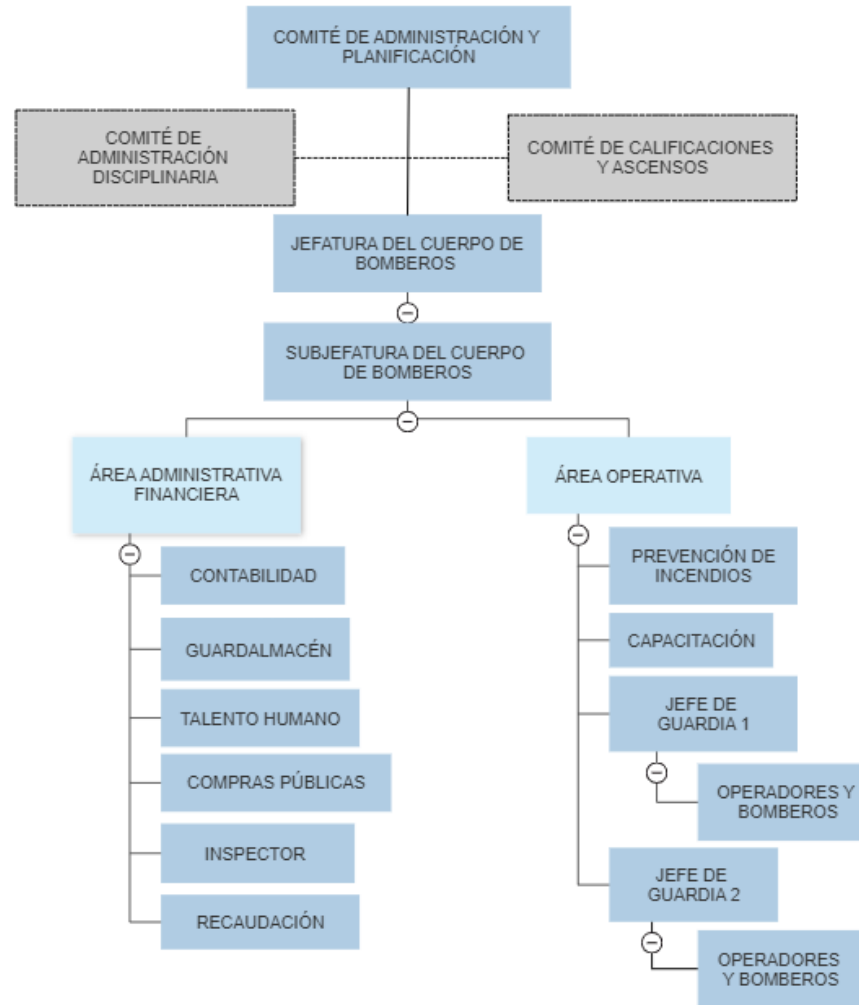 COMITÉ DE ADMINISTRACIÓN Y
PLANIFICACIÓN
COMITÉ DE
ADMINISTRACIÓN
DISCIPLINARIA
COMITÉ DE CALIFICACIONES
Y ASCENSOS
JEFATURA DEL CUERPO DE
BOMBEROS
SUBJEFATURA DEL CUERPO
DE BOMBEROS
ÁREA ADMINISTRATIVA
FINANCIERA
CONTABILIDAD
GUARDALMACÉN
TALENTO HUMANO
COMPRAS PÚBLICAS
INSPECTOR
RECAUDACIÓN
ÁREA OPERATIVA
PREVENCIÓN DE
INCENDIOS
CAPACITACIÓN
JEFE DE
GUARDIA 1
OPERADORES Y
BOMBEROS
JEFE DE
GUARDIA 2
OPERADORES
Y BOMBEROS